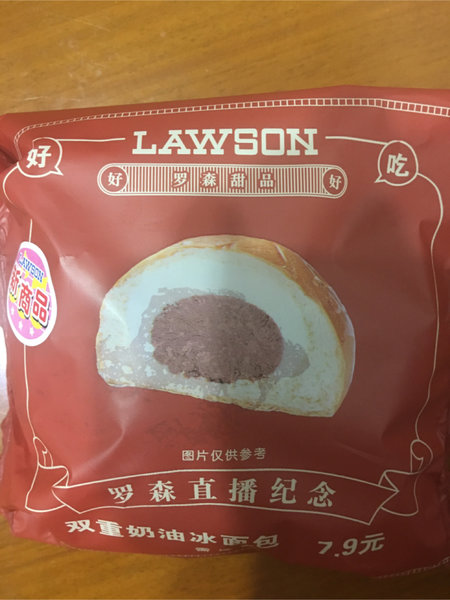 LAWSON
好 吃
好 罗森甜品 好
LAWSON
新商品
图片仅供参考
罗森直播纪念
双重奶油冰面包 7.9元